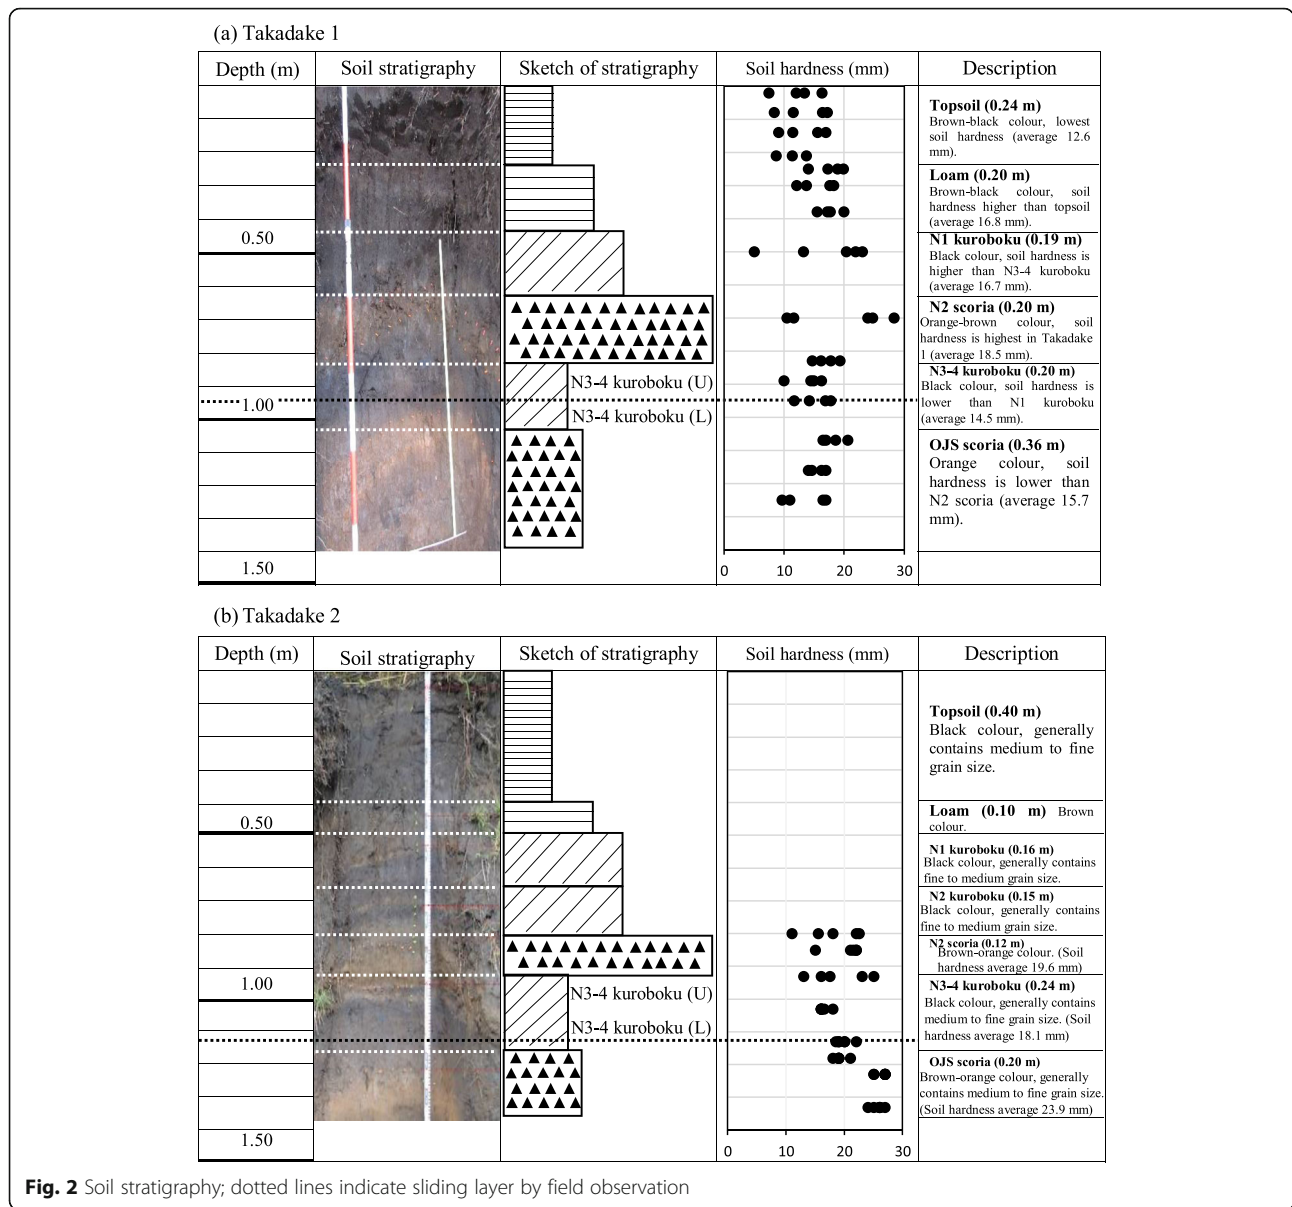 (a) Takadake 1
Depth (m)
Soil stratigraphy
Sketch of stratigraphy
Soil hardness (mm)
Description
0.50
1.00
1.50
N3-4 kuroboku (U)
N3-4 kuroboku (L)
0 10 20 30
Topsoil (0.24 m)
Brown-black colour, lowest
soil hardness (average 12.6
mm).
Loam (0.20 m)
Brown-black colour, soil
hardness higher than topsoil
(average 16.8 mm).
N1 kuroboku (0.19 m)
Black colour, soil hardness is
higher than N3-4 kuroboku
(average 16.7 mm).
N2 scoria (0.20 m)
Orange-brown colour, soil
hardness is highest in Takadake
1 (average 18.5 mm).
N3-4 kuroboku (0.20 m)
Black colour, soil hardness is
lower than N1 kuroboku
(average 14.5 mm).
OJS scoria (0.36 m)
Orange colour, soil
hardness is lower than
N2 scoria (average 15.7
mm).
(b) Takadake 2
Depth (m)
Soil stratigraphy
Sketch of stratigraphy
Soil hardness (mm)
Description
0.50
1.00
1.50
N3-4 kuroboku (U)
N3-4 kuroboku (L)
0 10 20 30
Topsoil (0.40 m)
Black colour, generally
contains medium to fine
grain size.
Loam (0.10 m) Brown
colour.
N1 kuroboku (0.16 m)
Black colour, generally contains
fine to medium grain size.
N2 kuroboku (0.15 m)
Black colour, generally contains
fine to medium grain size.
N2 scoria (0.12 m)
Brown-orange colour. (Soil
hardness average 19.6 mm)
N3-4 kuroboku (0.24 m)
Black colour, generally contains
medium to fine grain size. (Soil
hardness average 18.1 mm)
OJS scoria (0.20 m)
Brown-orange colour, generally
contains medium to fine grain size.
(Soil hardness average 23.9 mm)
Fig. 2 Soil stratigraphy; dotted lines indicate sliding layer by field observation